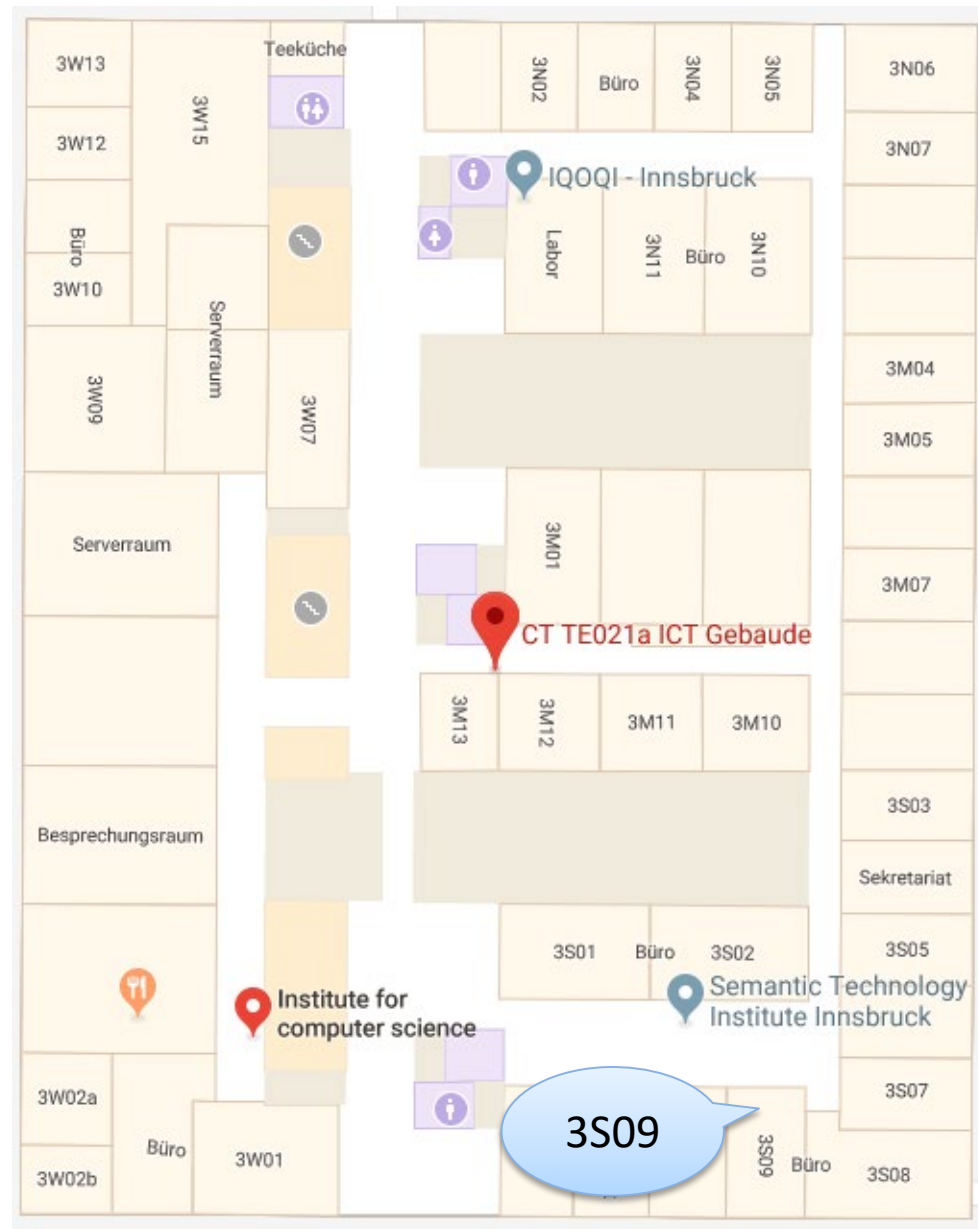 Teeküche
3W13
3W15
3N02
Büro
3N04
3N05
3N06
3W12
3N07
IQOQI - Innsbruck
Büro
Labor
3N11
Büro
3N10
3W10
Serverraum
3W09
3W07
3M04
3M05
Serverraum
3M01
3M07
CT TE021a ICT Gebaude
3M13
3M12
3M11
3M10
3S03
Besprechungsraum
Sekretariat
3S01
Büro
3S02
3S05
Semantic Technology
Institute Innsbruck
Institute for
computer science
3W02a
3S07
3S09
Büro
3W01
3S09
Büro
3S08
3W02b